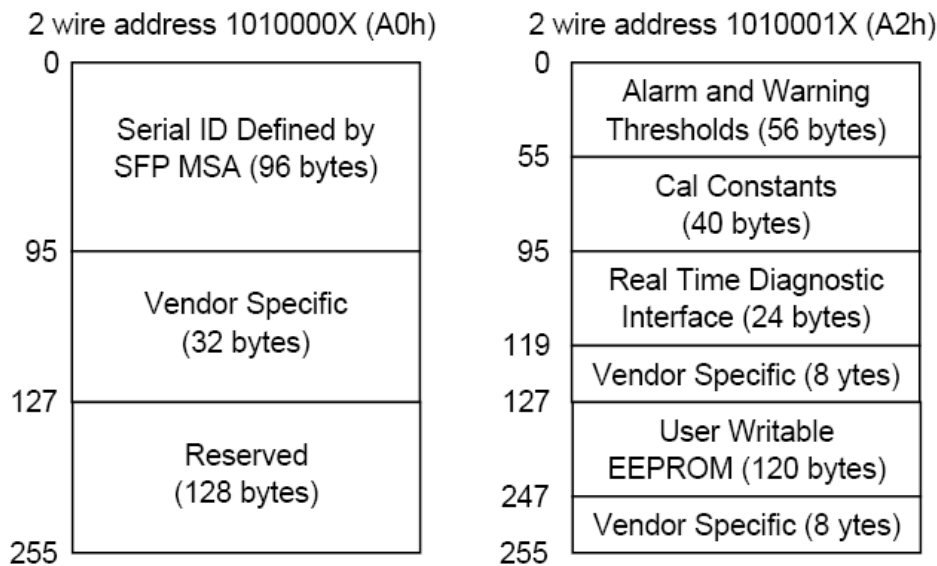 2 wire address 1010000X (A0h)
0
Serial ID Defined by
SFP MSA (96 bytes)
95
Vendor Specific
(32 bytes)
127
Reserved
(128 bytes)
255
2 wire address 1010001X (A2h)
0
Alarm and Warning
Thresholds (56 bytes)
55
Cal Constants
(40 bytes)
95
Real Time Diagnostic
Interface (24 bytes)
119
Vendor Specific (8 ytes)
127
User Writable
EEPROM (120 bytes)
247
Vendor Specific (8 ytes)
255